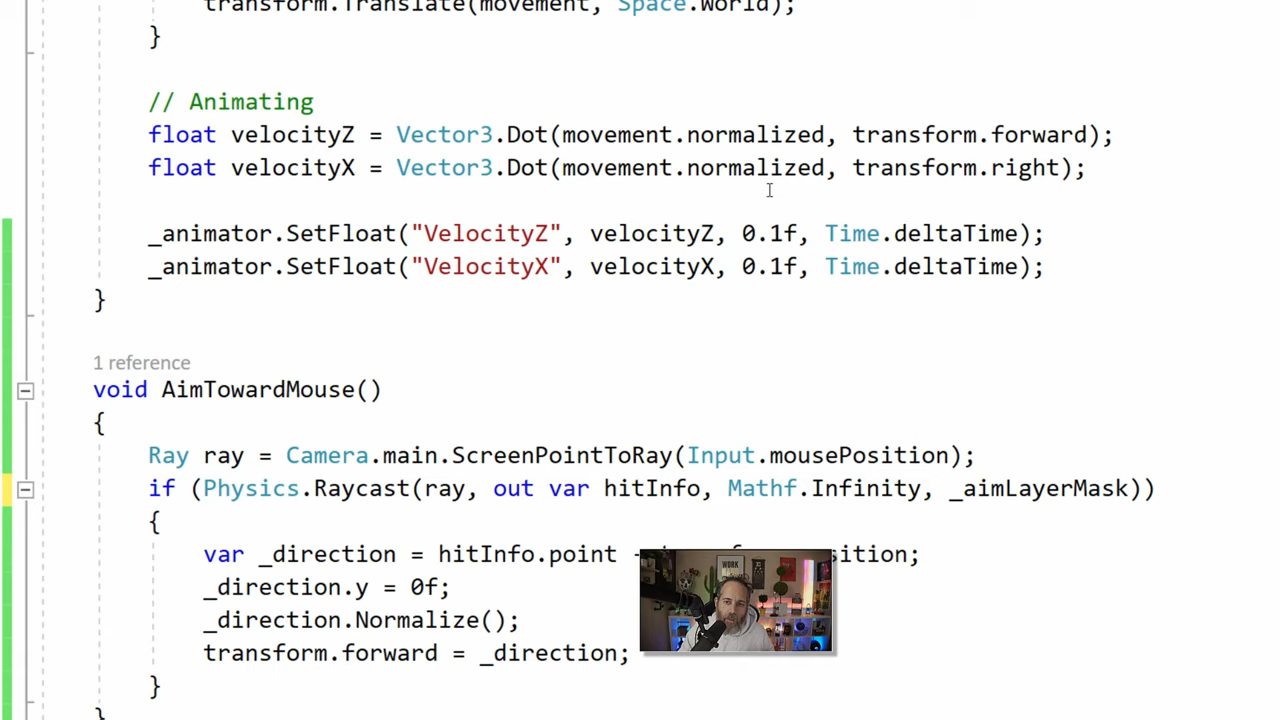 transform.Translate(movement, Space.World);
}
// Animating
float velocityZ = Vector3.Dot(movement.normalized, transform.forward);
float velocityX = Vector3.Dot(movement.normalized, transform.right);
_animator.SetFloat("VelocityZ", velocityZ, 0.1f, Time.deltaTime);
_animator.SetFloat("VelocityX", velocityX, 0.1f, Time.deltaTime);
}
1 reference
void AimTowardMouse()
{
Ray ray = Camera.main.ScreenPointToRay(Input.mousePosition);
if (Physics.Raycast(ray, out var hitInfo, Mathf.Infinity, _aimLayerMask))
{
var _direction = hitInfo.point - sition;
_direction.y = 0f;
_direction.Normalize();
transform.forward = _direction;
}
}
WORK